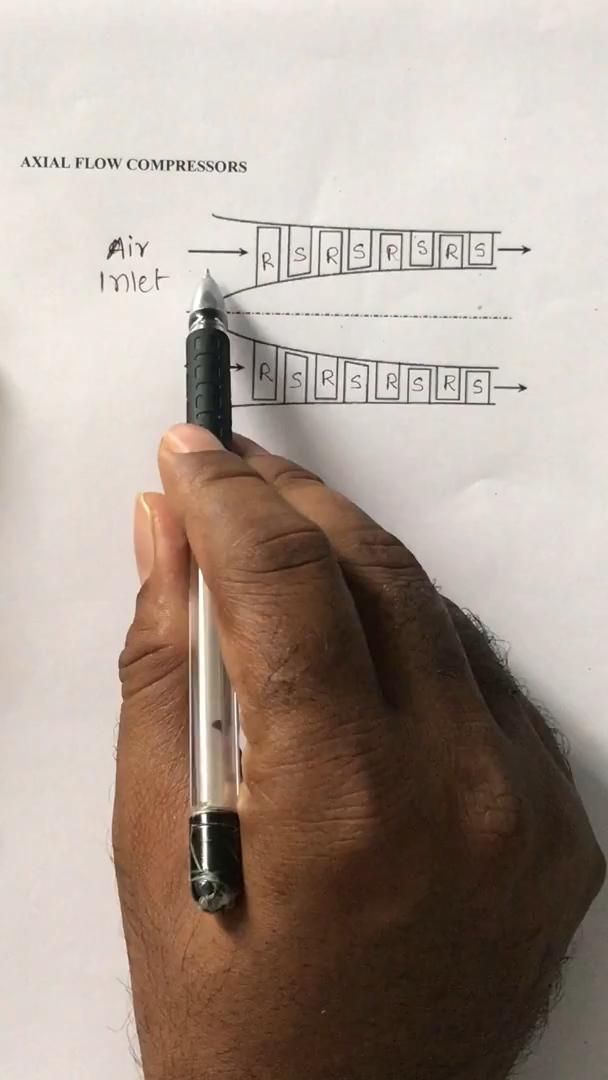 AXIAL FLOW COMPRESSORS
Air
Inlet
R S R S R S R S
R S R S R S R S